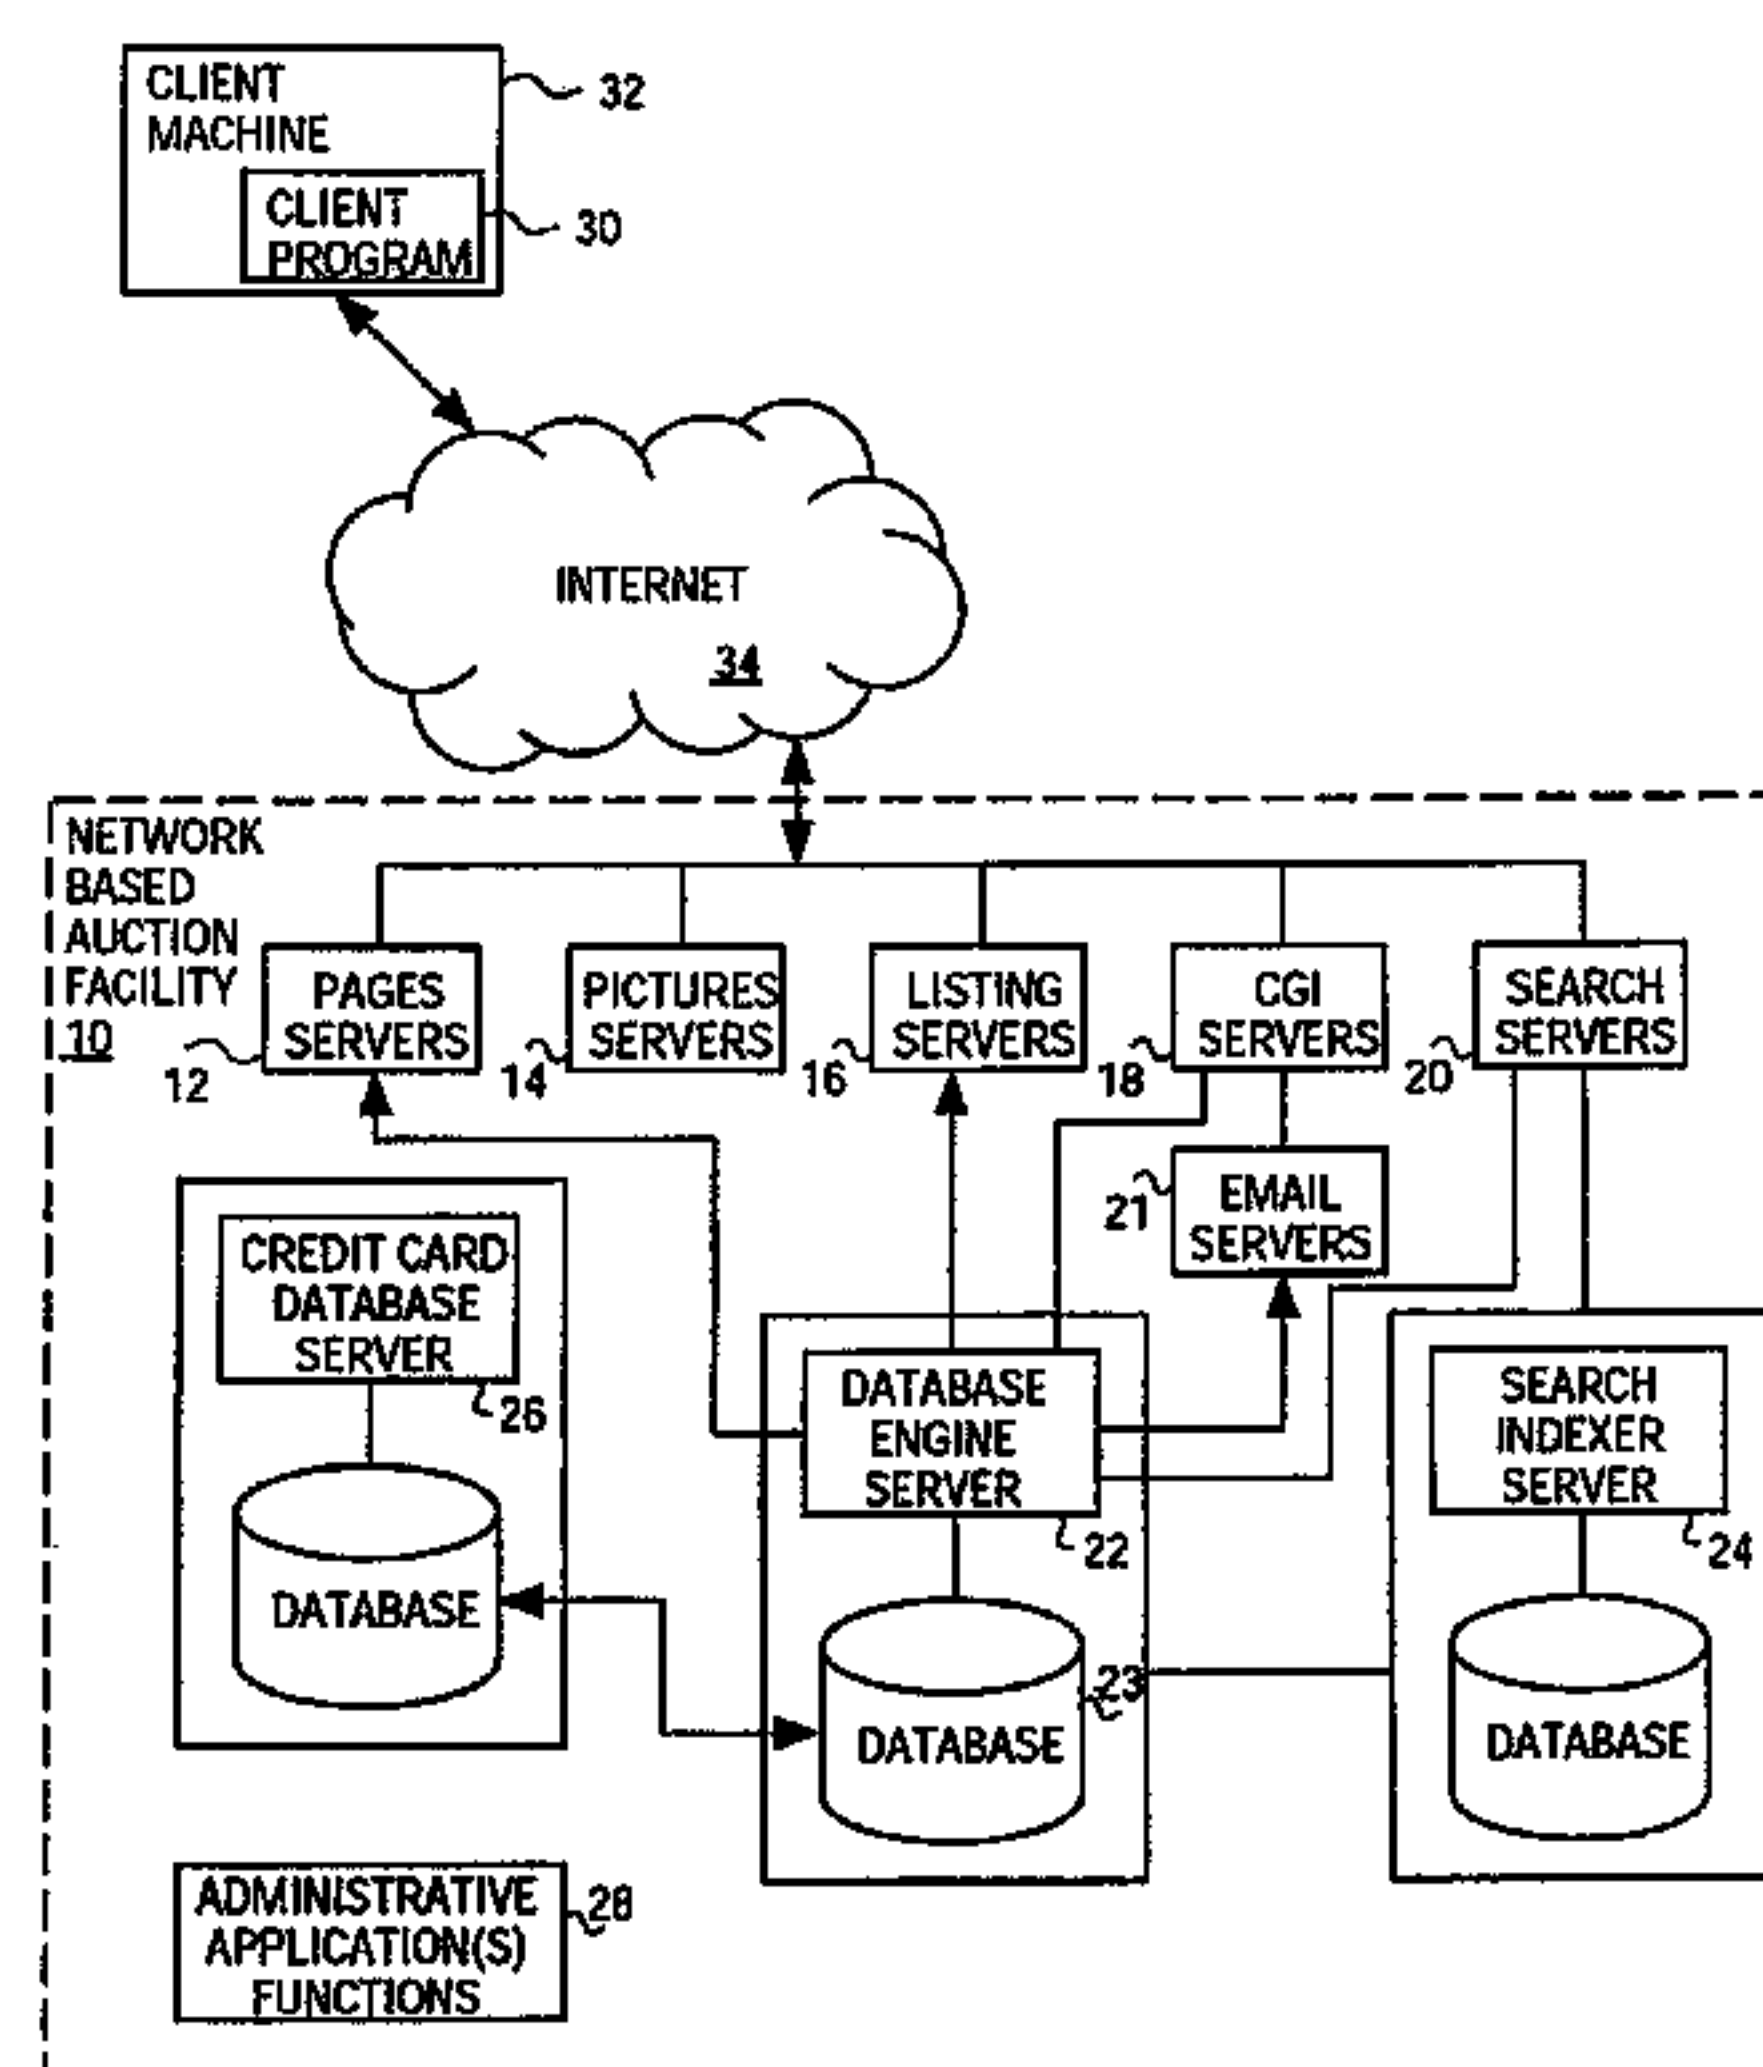 CLIENT
MACHINE
32
CLIENT
PROGRAM
30
INTERNET
34
NETWORK
BASED
AUCTION
FACILITY
10
PAGES
SERVERS
12
PICTURES
SERVERS
14
LISTING
SERVERS
16
CGI
SERVERS
18
SEARCH
SERVERS
20
EMAIL
SERVERS
21
CREDIT CARD
DATABASE
SERVER
26
DATABASE
DATABASE
ENGINE
SERVER
22
23
DATABASE
SEARCH
INDEXER
SERVER
24
DATABASE
ADMINISTRATIVE
APPLICATION(S)
FUNCTIONS
28